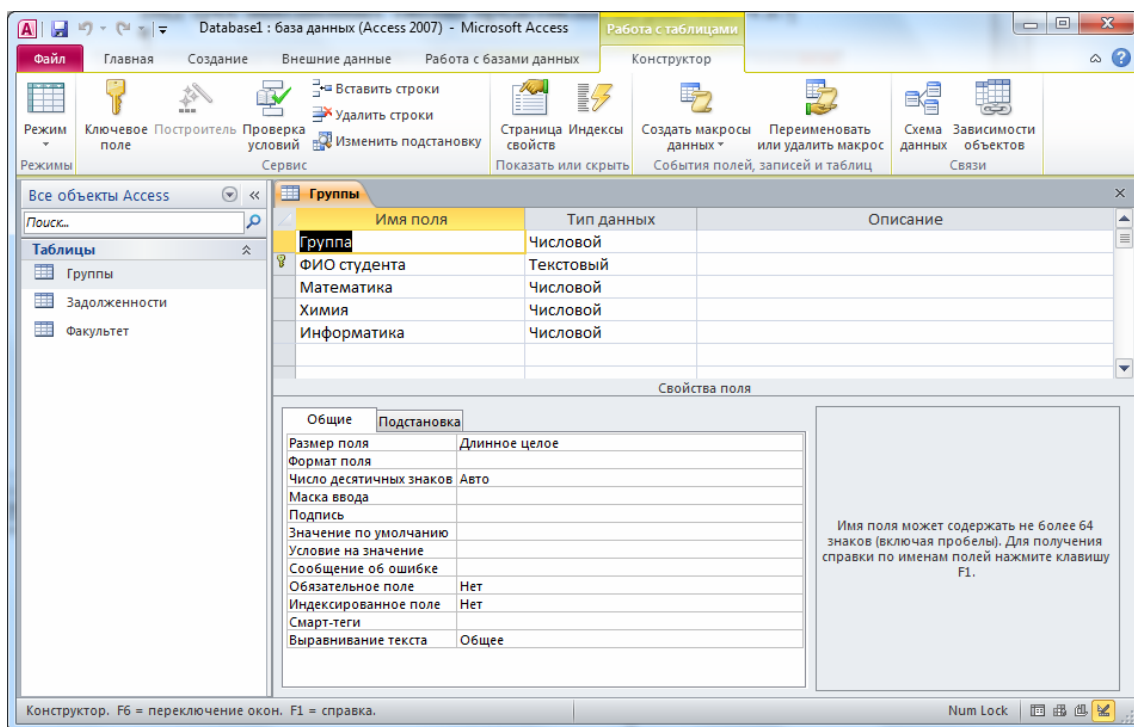 Database1 : база данных (Access 2007) - Microsoft Access
Работа с таблицами
Файл Главная Создание Внешние данные Работа с базами данных Конструктор
Режим
Ключевое поле
Построитель
Проверка условий
Вставить строки
Удалить строки
Изменить подстановку
Страница свойств
Индексы
Создать макросы данных
Переименовать или удалить макрос
Схема данных
Зависимости объектов
Режимы Сервис Показать или скрыть События полей, записей и таблиц Связи
Все объекты Access
Поиск...
Таблицы
Группы
Задолженности
Факультет
Группы
Имя поля Тип данных Описание
Группа Числовой
ФИО студента Текстовый
Математика Числовой
Химия Числовой
Информатика Числовой
Свойства поля
Общие Подстановка
Размер поля Длинное целое
Формат поля
Число десятичных знаков Авто
Маска ввода
Подпись
Значение по умолчанию
Условие на значение
Сообщение об ошибке
Обязательное поле Нет
Индексированное поле Нет
Смарт-теги
Выравнивание текста Общее
Имя поля может содержать не более 64
знаков (включая пробелы). Для получения
справки по именам полей нажмите клавишу
F1.
Конструктор. F6 = переключение окон. F1 = справка. Num Lock